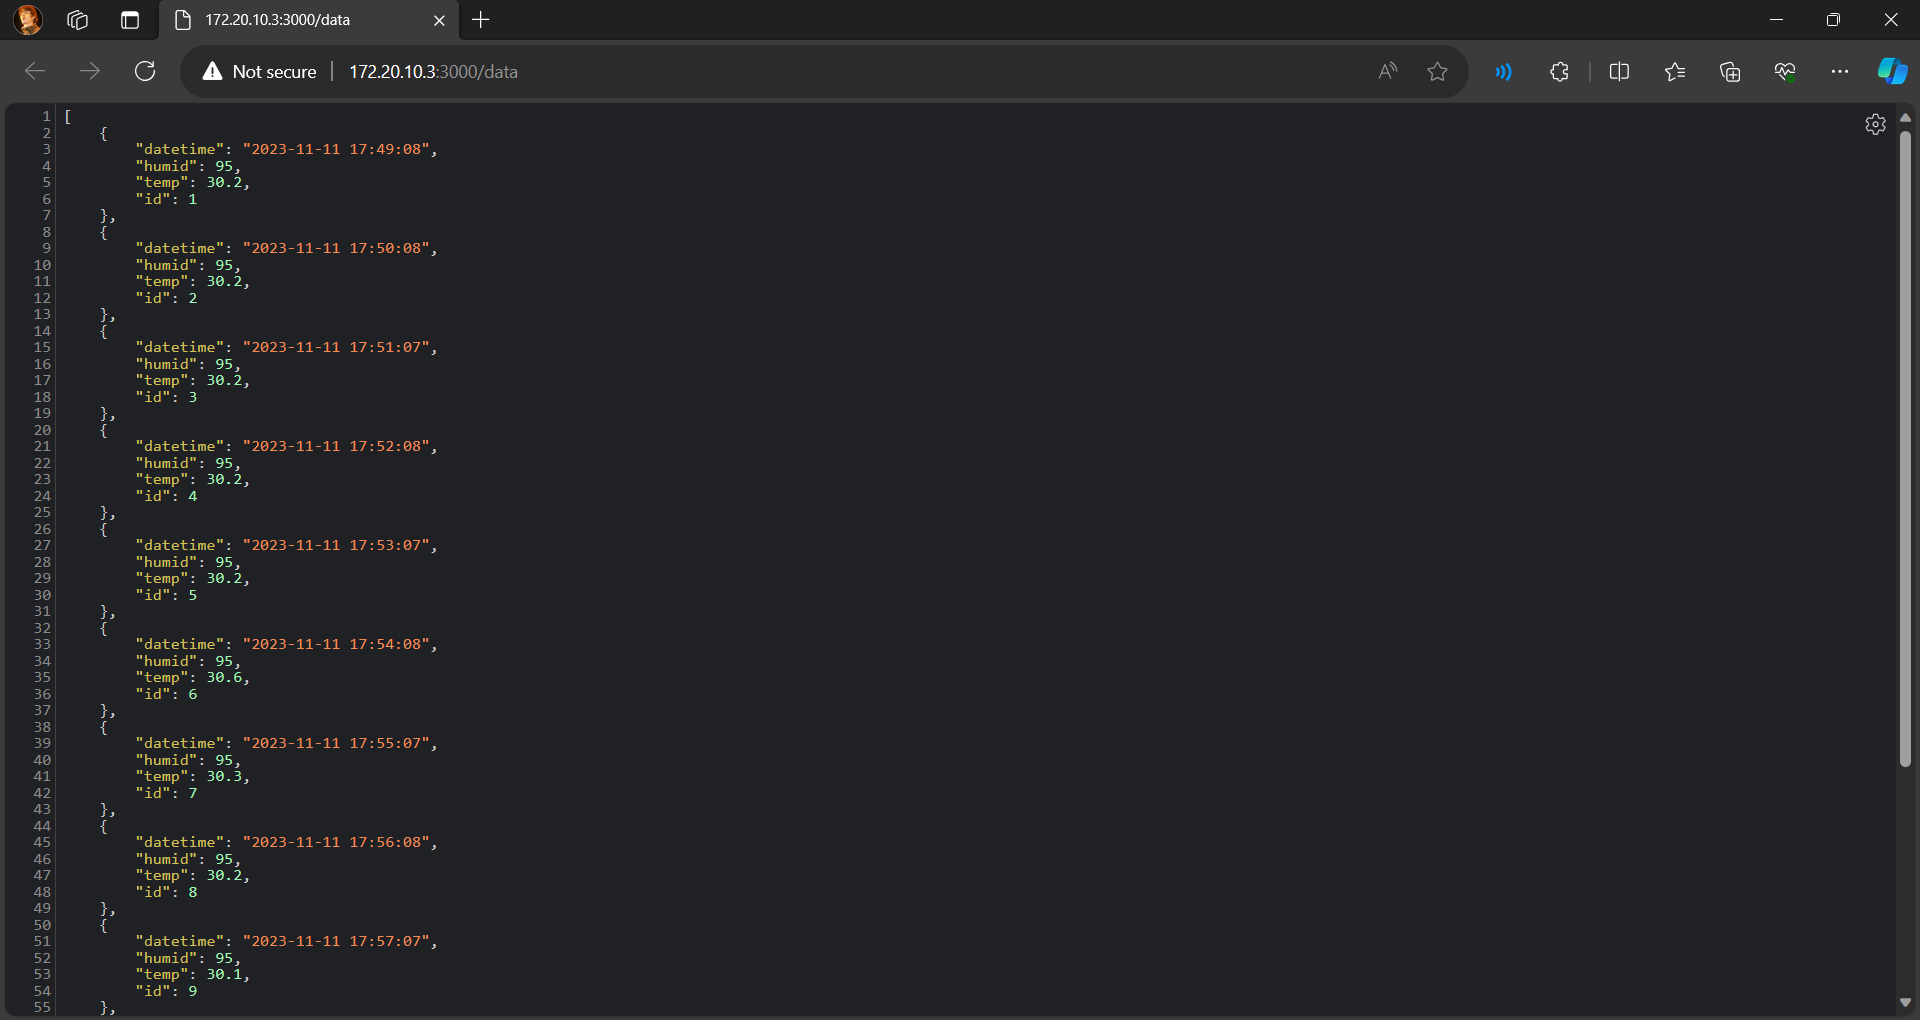 172.20.10.3:3000/data
Not secure 172.20.10.3:3000/data
1 [
2 {
3 "datetime": "2023-11-11 17:49:08",
4 "humid": 95,
5 "temp": 30.2,
6 "id": 1
7 },
8 {
9 "datetime": "2023-11-11 17:50:08",
10 "humid": 95,
11 "temp": 30.2,
12 "id": 2
13 },
14 {
15 "datetime": "2023-11-11 17:51:07",
16 "humid": 95,
17 "temp": 30.2,
18 "id": 3
19 },
20 {
21 "datetime": "2023-11-11 17:52:08",
22 "humid": 95,
23 "temp": 30.2,
24 "id": 4
25 },
26 {
27 "datetime": "2023-11-11 17:53:07",
28 "humid": 95,
29 "temp": 30.2,
30 "id": 5
31 },
32 {
33 "datetime": "2023-11-11 17:54:08",
34 "humid": 95,
35 "temp": 30.6,
36 "id": 6
37 },
38 {
39 "datetime": "2023-11-11 17:55:07",
40 "humid": 95,
41 "temp": 30.3,
42 "id": 7
43 },
44 {
45 "datetime": "2023-11-11 17:56:08",
46 "humid": 95,
47 "temp": 30.2,
48 "id": 8
49 },
50 {
51 "datetime": "2023-11-11 17:57:07",
52 "humid": 95,
53 "temp": 30.1,
54 "id": 9
55 },